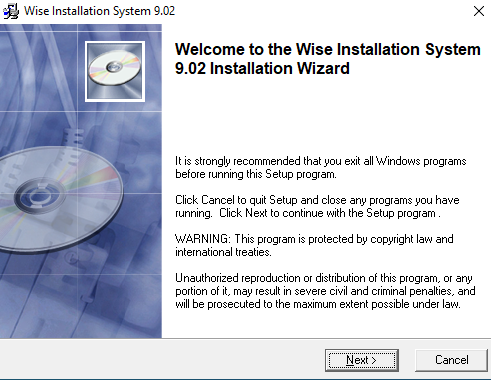 Wise Installation System 9.02
Welcome to the Wise Installation System
9.02 Installation Wizard
It is strongly recommended that you exit all Windows programs
before running this Setup program.
Click Cancel to quit Setup and close any programs you have
running.  Click Next to continue with the Setup program .
WARNING: This program is protected by copyright law and
international treaties.
Unauthorized reproduction or distribution of this program, or any
portion of it, may result in severe civil and criminal penalties, and
will be prosecuted to the maximum extent possible under law.
Next >
Cancel